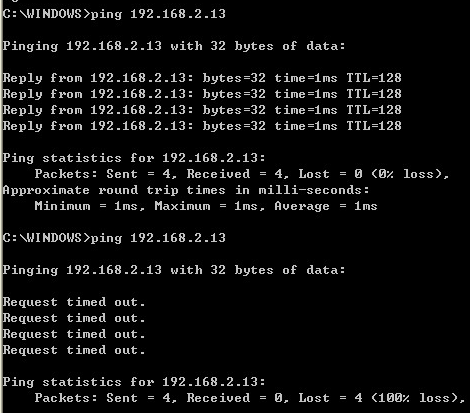 C:\WINDOWS>ping 192.168.2.13
Pinging 192.168.2.13 with 32 bytes of data:
Reply from 192.168.2.13: bytes=32 time=1ms TTL=128
Reply from 192.168.2.13: bytes=32 time=1ms TTL=128
Reply from 192.168.2.13: bytes=32 time=1ms TTL=128
Reply from 192.168.2.13: bytes=32 time=1ms TTL=128
Ping statistics for 192.168.2.13:
Packets: Sent = 4, Received = 4, Lost = 0 (0% loss),
Approximate round trip times in milli-seconds:
Minimum = 1ms, Maximum = 1ms, Average = 1ms
C:\WINDOWS>ping 192.168.2.13
Pinging 192.168.2.13 with 32 bytes of data:
Request timed out.
Request timed out.
Request timed out.
Request timed out.
Ping statistics for 192.168.2.13:
Packets: Sent = 4, Received = 0, Lost = 4 (100% loss),